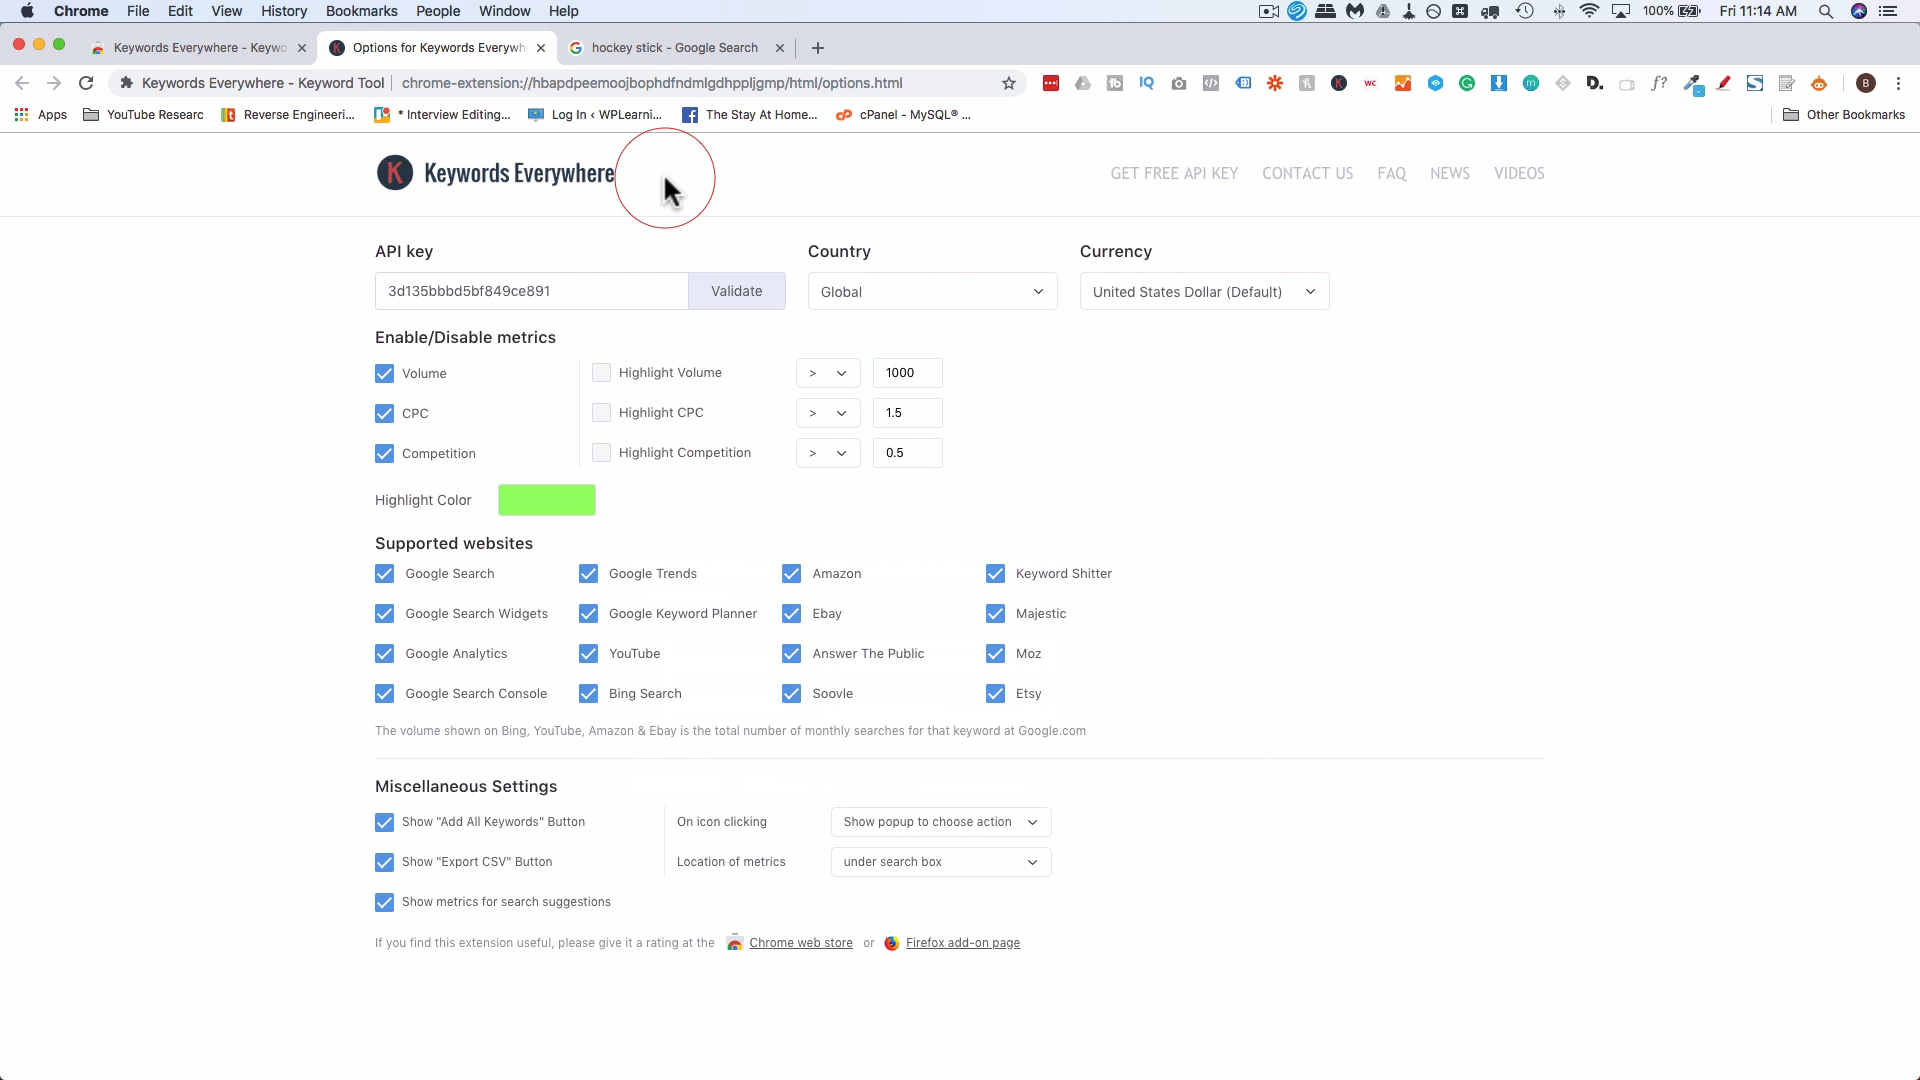 Chrome File Edit View History Bookmarks People Window Help 100% Fri 11:14 AM
Keywords Everywhere - Keywo Options for Keywords Everywh hockey stick - Google Search
Keywords Everywhere - Keyword Tool chrome-extension://hbapdpeemoojbophdfndmlgdhppljgmp/html/options.html
Apps YouTube Researc Reverse Engineeri... * Interview Editing... Log In ‹ WPLearni... The Stay At Home... cPanel - MySQL® ... Other Bookmarks
Keywords Everywhere GET FREE API KEY CONTACT US FAQ NEWS VIDEOS
API key Country Currency
3d135bbbd5bf849ce891 Validate Global United States Dollar (Default)
Enable/Disable metrics
Volume Highlight Volume > 1000
CPC Highlight CPC > 1.5
Competition Highlight Competition > 0.5
Highlight Color
Supported websites
Google Search Google Trends Amazon Keyword Shitter
Google Search Widgets Google Keyword Planner Ebay Majestic
Google Analytics YouTube Answer The Public Moz
Google Search Console Bing Search Soovle Etsy
The volume shown on Bing, YouTube, Amazon & Ebay is the total number of monthly searches for that keyword at Google.com
Miscellaneous Settings
Show "Add All Keywords" Button On icon clicking Show popup to choose action
Show "Export CSV" Button Location of metrics under search box
Show metrics for search suggestions
If you find this extension useful, please give it a rating at the Chrome web store or Firefox add-on page